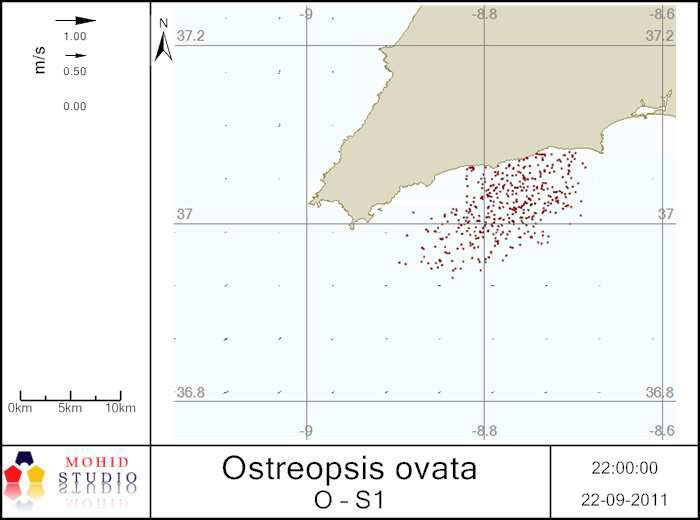 -9 -8.8 -8.6
37.2 37.2
N
1.00
m/s
0.50
0.00
37 37
36.8 36.8
0km 5km 10km
-9 -8.8 -8.6
MOHID
STUDIO
Ostreopsis ovata
O - S1
22:00:00
22-09-2011